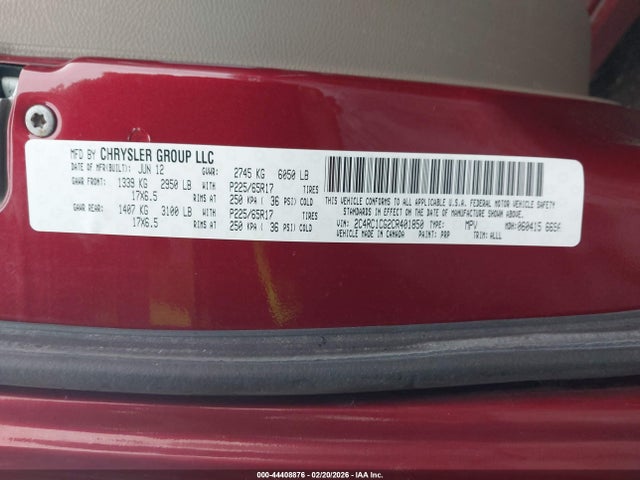 MFD BY CHRYSLER GROUP LLC
DATE OF MFR(BUILT): JUN 12 GVWR: 2745 KG 6050 LB
GAWR FRONT: 1339 KG 2950 LB WITH P225/65R17 TIRES
17X6.5 RIMS AT 250 KPA ( 36 PSI) COLD
GAWR REAR: 1407 KG 3100 LB WITH P225/65R17 TIRES
17X6.5 RIMS AT 250 KPA ( 36 PSI) COLD
THIS VEHICLE CONFORMS TO ALL APPLICABLE U.S.A. FEDERAL MOTOR VEHICLE SAFETY
STANDARDS IN EFFECT ON THE DATE OF MANUFACTURE SHOWN ABOVE.
VIN: 2C4RC1CG2CR401850 TYPE: MPV MDH: 060415 665A
VEHICLE MADE IN CANADA PAINT: PRP TRIM: ALLL
000-44408876 - 02/20/2026 - IAA, Inc.